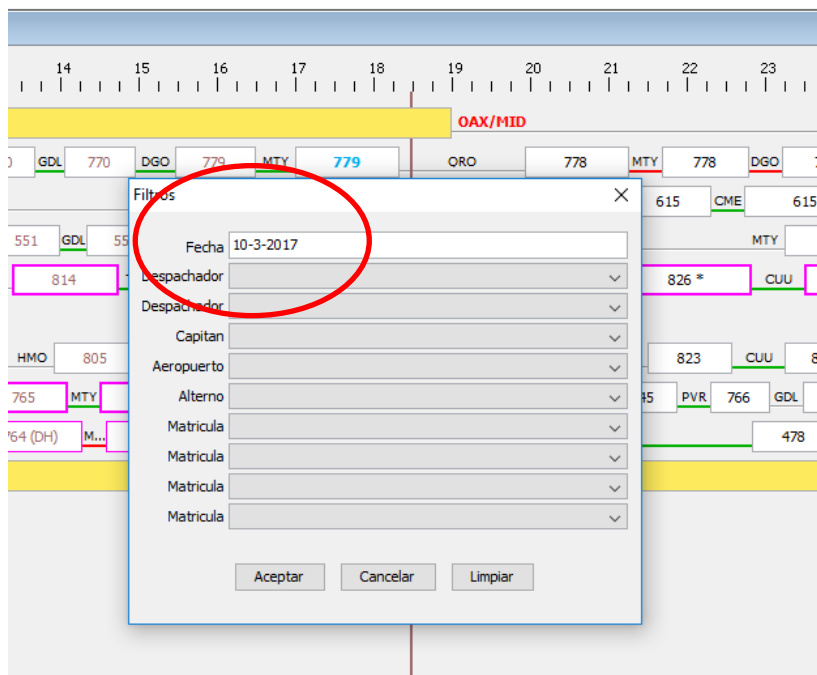 14 15 16 17 18 19 20 21 22 23
OAX/MID
GDL 770 DGO 779 MTY 779 QRO 778 MTY 778 DGO
Filtros
615 CME 615
551 GDL 55 Fecha 10-3-2017 MTY
814 Despachador 826 * CUU
Despachador
Capitan
HMO 805 Aeropuerto 823 CUU 8
765 MTY Alterno 45 PVR 766 GDL
764 (DH) M... Matricula 478
Matricula
Matricula
Matricula
Aceptar Cancelar Limpiar